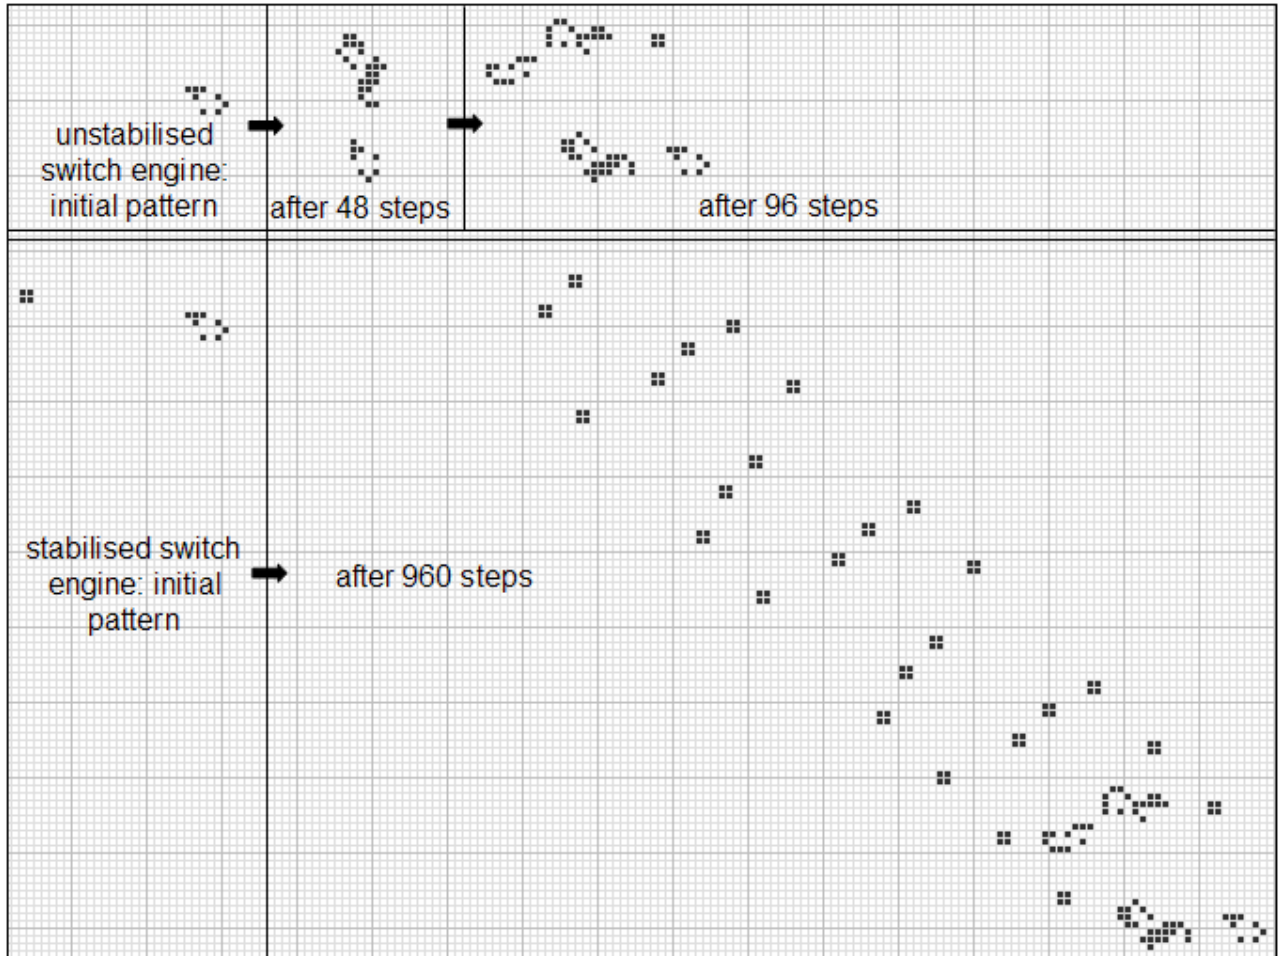 unstabilised
switch engine:
initial pattern
after 48 steps
after 96 steps
stabilised switch
engine: initial
pattern
after 960 steps